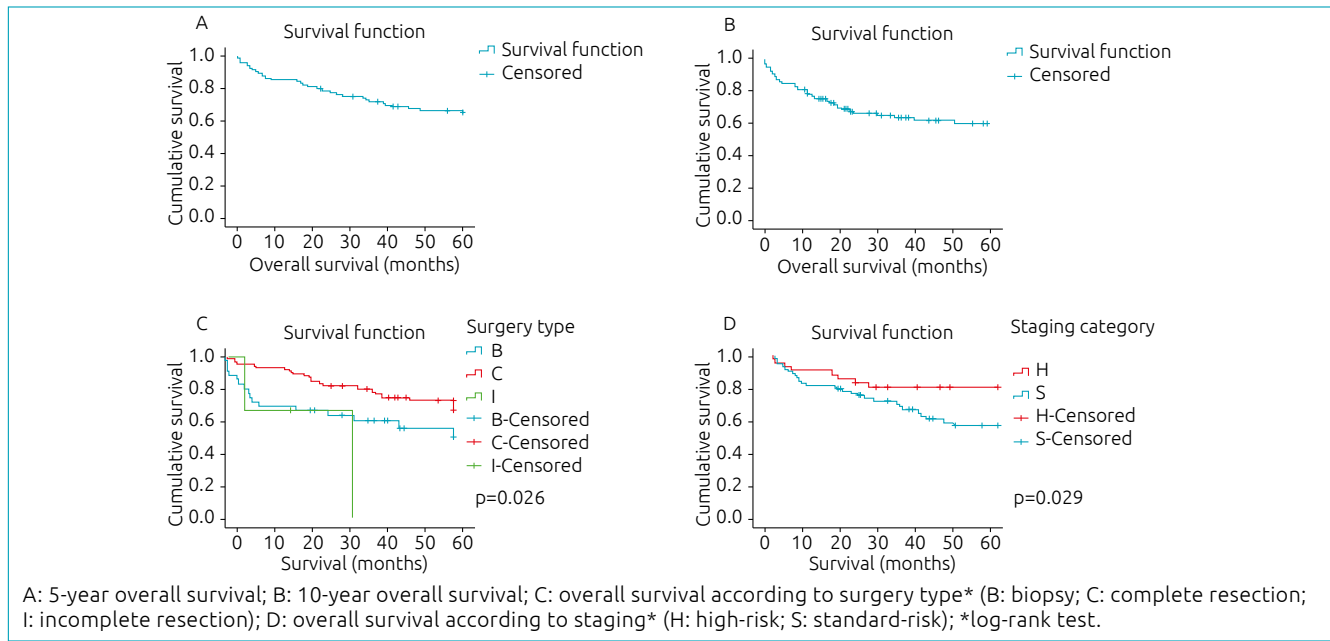 A
Survival function
Cumulative survival
1.0
0.8
0.6
0.4
0.2
0.0
0 10 20 30 40 50 60
Overall survival (months)
Survival function
Censored
B
Survival function
Cumulative survival
1.0
0.8
0.6
0.4
0.2
0.0
0 10 20 30 40 50 60
Overall survival (months)
Survival function
Censored
C
Survival function
Cumulative survival
1.0
0.8
0.6
0.4
0.2
0.0
0 10 20 30 40 50 60
Survival (months)
Surgery type
B
C
I
B-Censored
C-Censored
I-Censored
p=0.026
D
Survival function
Cumulative survival
1.0
0.8
0.6
0.4
0.2
0.0
0 10 20 30 40 50 60
Survival (months)
Staging category
H
S
H-Censored
S-Censored
p=0.029
A: 5-year overall survival; B: 10-year overall survival; C: overall survival according to surgery type* (B: biopsy; C: complete resection;
I: incomplete resection); D: overall survival according to staging* (H: high-risk; S: standard-risk); *log-rank test.